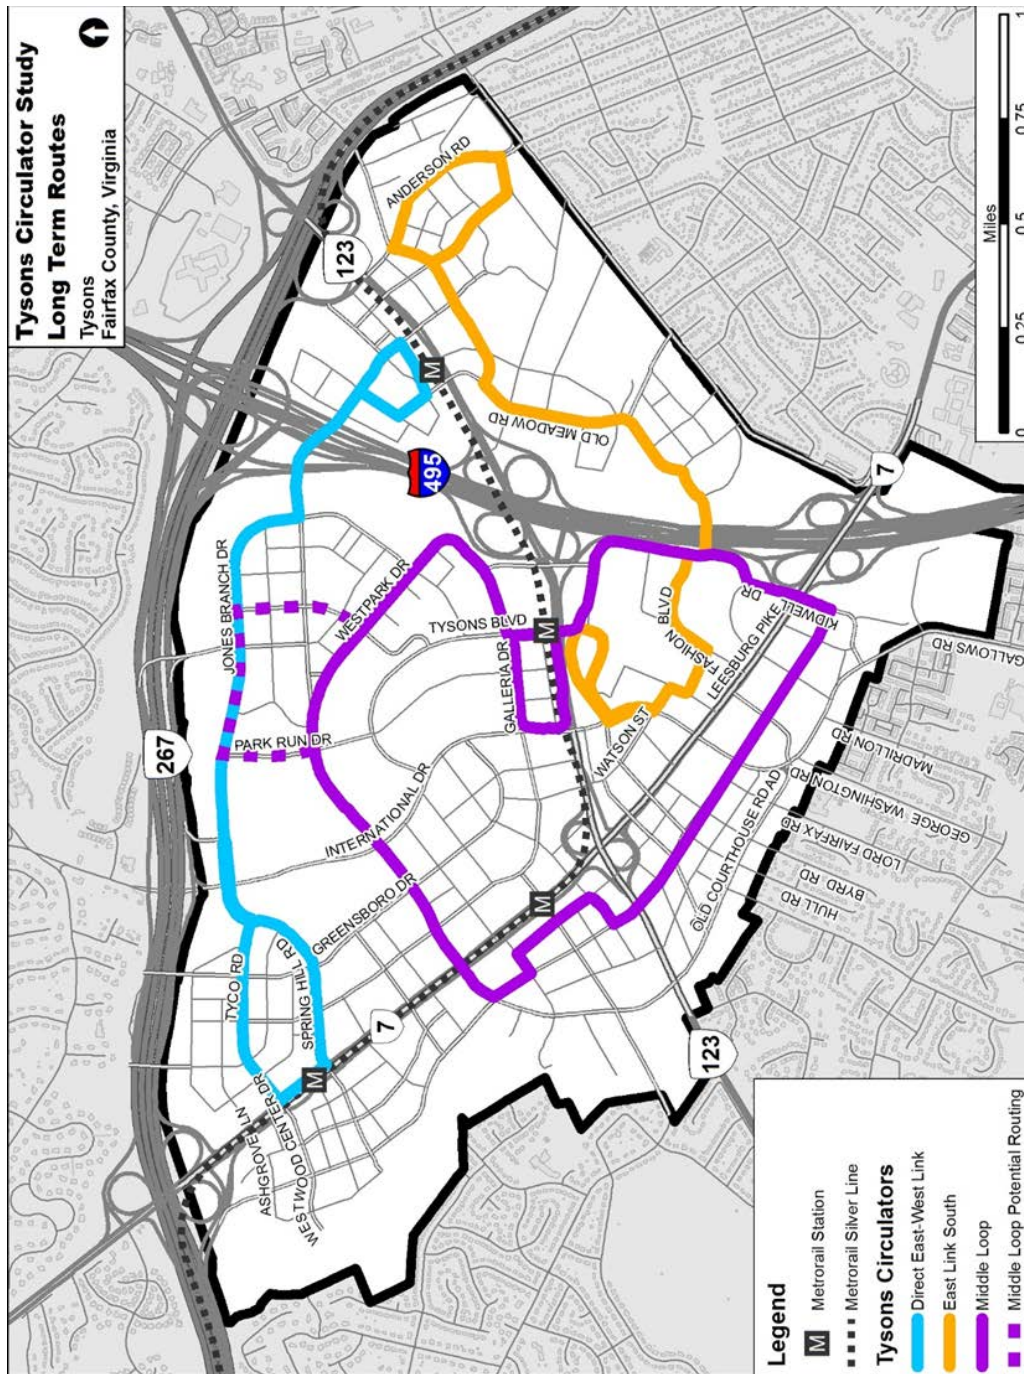 Tysons Circulator Study
Long Term Routes
Tysons
Fairfax County, Virginia
267
123
495
7
7
123
M
M
M
M
ANDERSON RD
OLD MEADOW RD
JONES BRANCH DR
WESTPARK DR
TYSONS BLVD
GALLERIA DR
PARK RUN DR
INTERNATIONAL DR
GREENSBORO DR
TYCO RD
SPRING HILL RD
ASHGROVE LN
WESTWOOD CENTER DR
WATSON ST
FASHION
BLVD
LEESBURG PIKE
KIDWELL
DR
GALLOWS RD
MADRILLON RD
GEORGE WASHINGTON RD
OLD COURTHOUSE RD AD
LORD FAIRFAX RD
BYRD RD
HULL RD
Legend
M Metrorail Station
Metrorail Silver Line
Tysons Circulators
Direct East-West Link
East Link South
Middle Loop
Middle Loop Potential Routing
Miles
0 0.25 0.5 0.75 1